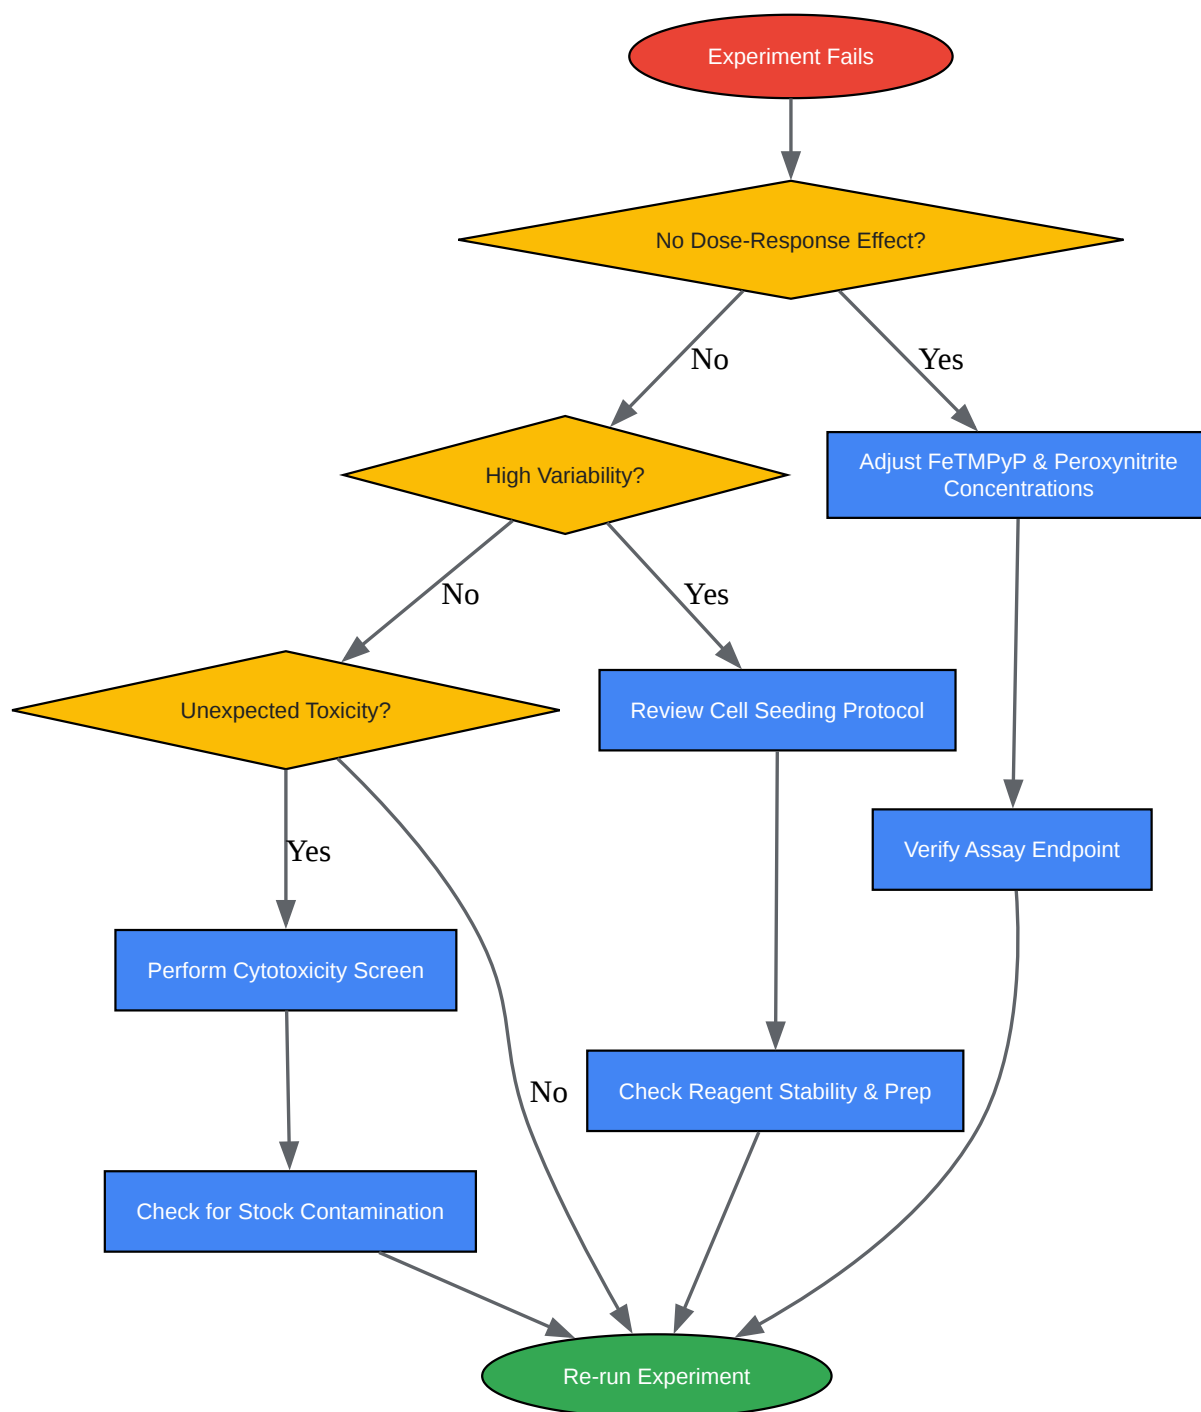 Experiment Fails
No Dose-Response Effect?
No
Yes
High Variability?
Adjust FeTMPyP & Peroxynitrite
Concentrations
No
Yes
Unexpected Toxicity?
Review Cell Seeding Protocol
Yes
Verify Assay Endpoint
Perform Cytotoxicity Screen
No
Check Reagent Stability & Prep
Check for Stock Contamination
Re-run Experiment